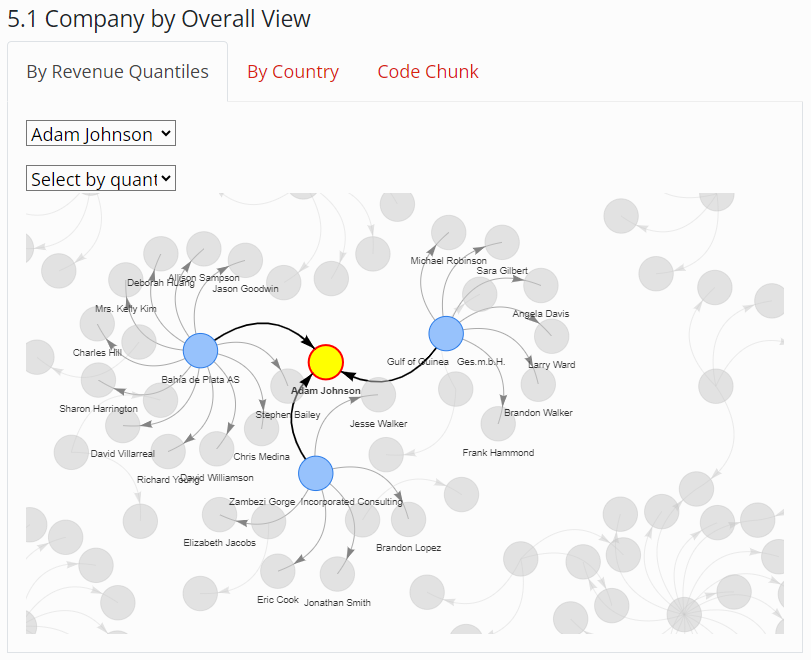 5.1 Company by Overall View
By Revenue Quantiles
By Country
Code Chunk
Adam Johnson
Select by quant
Michael Robinson
Sara Gilbert
Allison Sampson
Deborah Huang
Jason Goodwin
Mrs. Kelly Kim
Angela Davis
Charles Hill
Gulf of Guinea Ges.m.b.H.
Larry Ward
Bahía de Plata AS
Adam Johnson
Sharon Harrington
Stephen Bailey
Brandon Walker
Jesse Walker
David Villarreal
Chris Medina
Frank Hammond
Richard Young
David Williamson
Zambezi Gorge Incorporated Consulting
Elizabeth Jacobs
Brandon Lopez
Eric Cook
Jonathan Smith